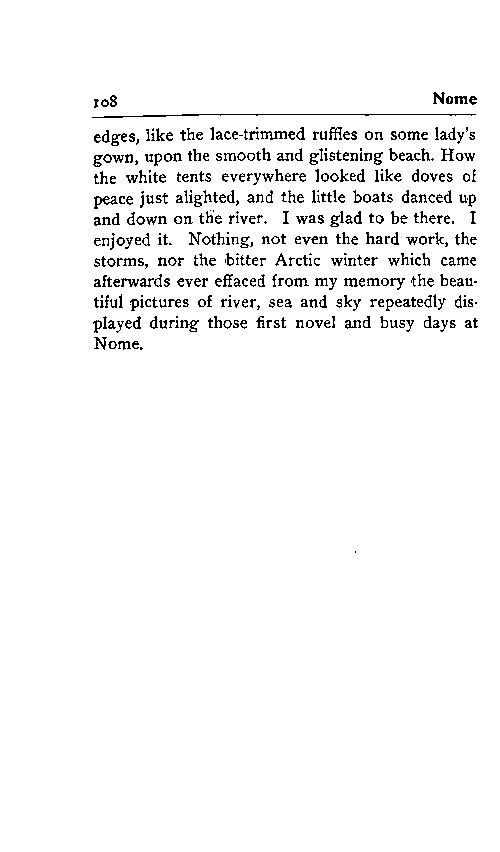 108 Nome
edges, like the lace-trimmed ruffles on some lady's
gown, upon the smooth and glistening beach. How
the white tents everywhere looked like doves of
peace just alighted, and the little boats danced up
and down on the river. I was glad to be there. I
enjoyed it. Nothing, not even the hard work, the
storms, nor the bitter Arctic winter which came
afterwards ever effaced from my memory the beau-
tiful pictures of river, sea and sky repeatedly dis-
played during those first novel and busy days at
Nome.